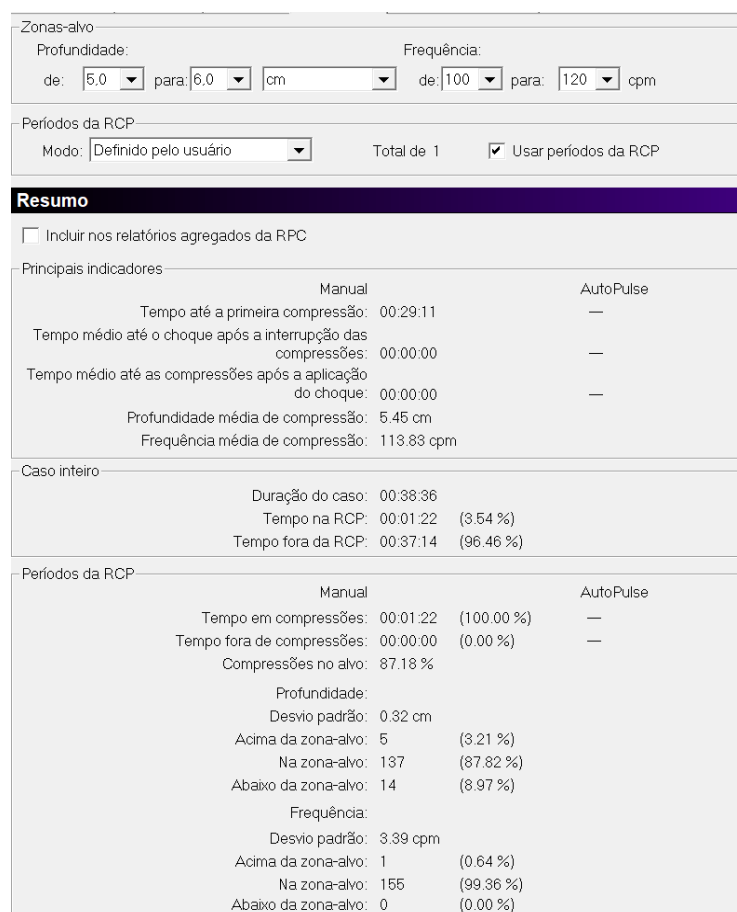 Zonas-alvo
Profundidade: Frequência:
de: 5,0 para: 6,0 cm de: 100 para: 120 cpm
Períodos da RCP
Modo: Definido pelo usuário Total de 1 Usar períodos da RCP
Resumo
Incluir nos relatórios agregados da RPC
Principais indicadores
Manual AutoPulse
Tempo até a primeira compressão: 00:29:11 —
Tempo médio até o choque após a interrupção das
compressões: 00:00:00 —
Tempo médio até as compressões após a aplicação
do choque: 00:00:00 —
Profundidade média de compressão: 5.45 cm
Frequência média de compressão: 113.83 cpm
Caso inteiro
Duração do caso: 00:38:36
Tempo na RCP: 00:01:22 (3.54 %)
Tempo fora da RCP: 00:37:14 (96.46 %)
Períodos da RCP
Manual AutoPulse
Tempo em compressões: 00:01:22 (100.00 %) —
Tempo fora de compressões: 00:00:00 (0.00 %) —
Compressões no alvo: 87.18 %
Profundidade:
Desvio padrão: 0.32 cm
Acima da zona-alvo: 5 (3.21 %)
Na zona-alvo: 137 (87.82 %)
Abaixo da zona-alvo: 14 (8.97 %)
Frequência:
Desvio padrão: 3.39 cpm
Acima da zona-alvo: 1 (0.64 %)
Na zona-alvo: 155 (99.36 %)
Abaixo da zona-alvo: 0 (0.00 %)